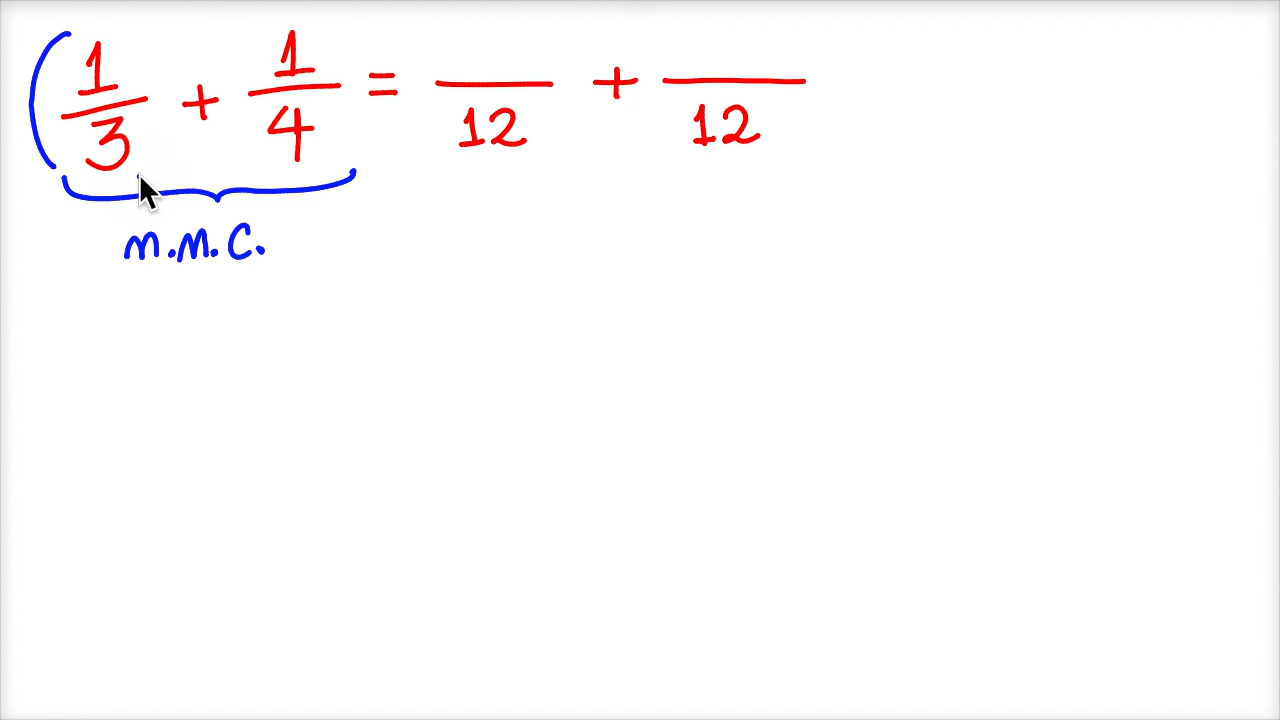 (1/3 + 1/4 = /12 + /12
m.m.c.